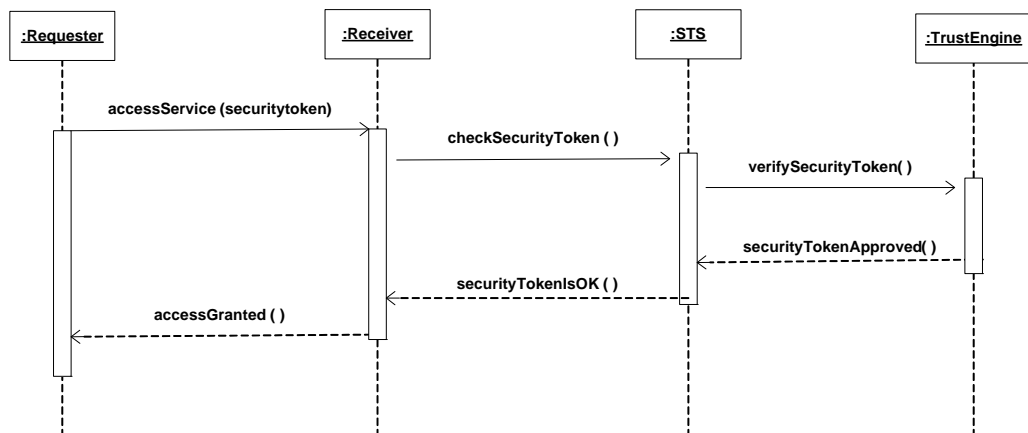 :Requester
:Receiver
:STS
:TrustEngine
accessService (securitytoken)
checkSecurityToken ( )
verifySecurityToken( )
securityTokenApproved( )
securityTokenIsOK ( )
accessGranted ( )